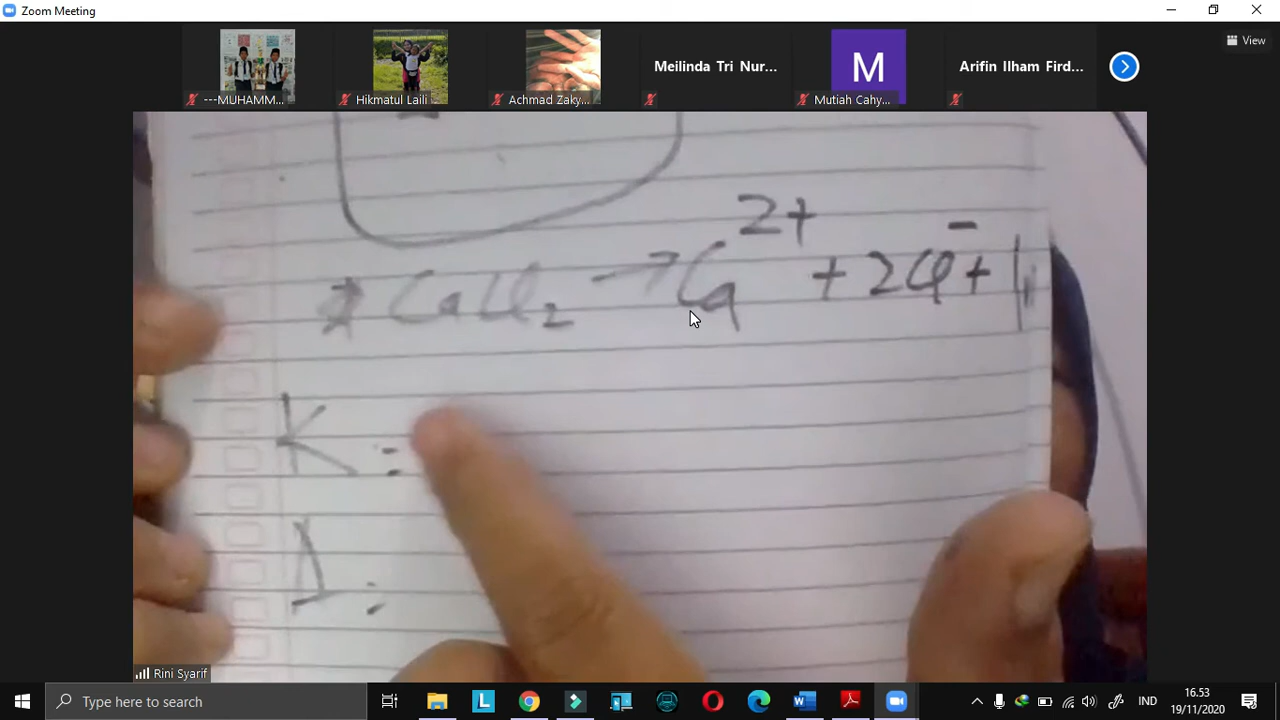 Zoom Meeting
View
---MUHAMM...
Hikmatul Laili
Achmad Zaky...
Meilinda Tri Nur...
Mutiah Cahy...
Arifin Ilham Fird...
M
2+ -
* CaCl2 → Ca + 2Cl +
K :
A :
Rini Syarif
Type here to search
IND
16.53
19/11/2020